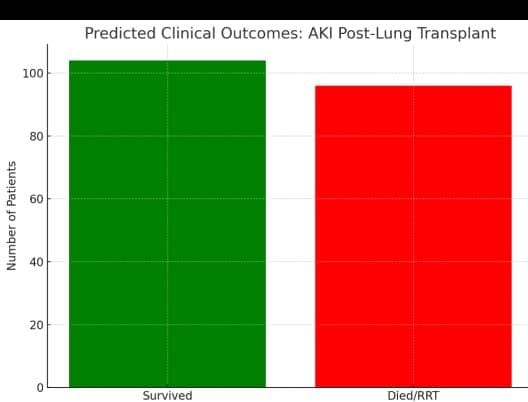 Predicted Clinical Outcomes: AKI Post-Lung Transplant
Number of Patients
100
80
60
40
20
0
Survived
Died/RRT